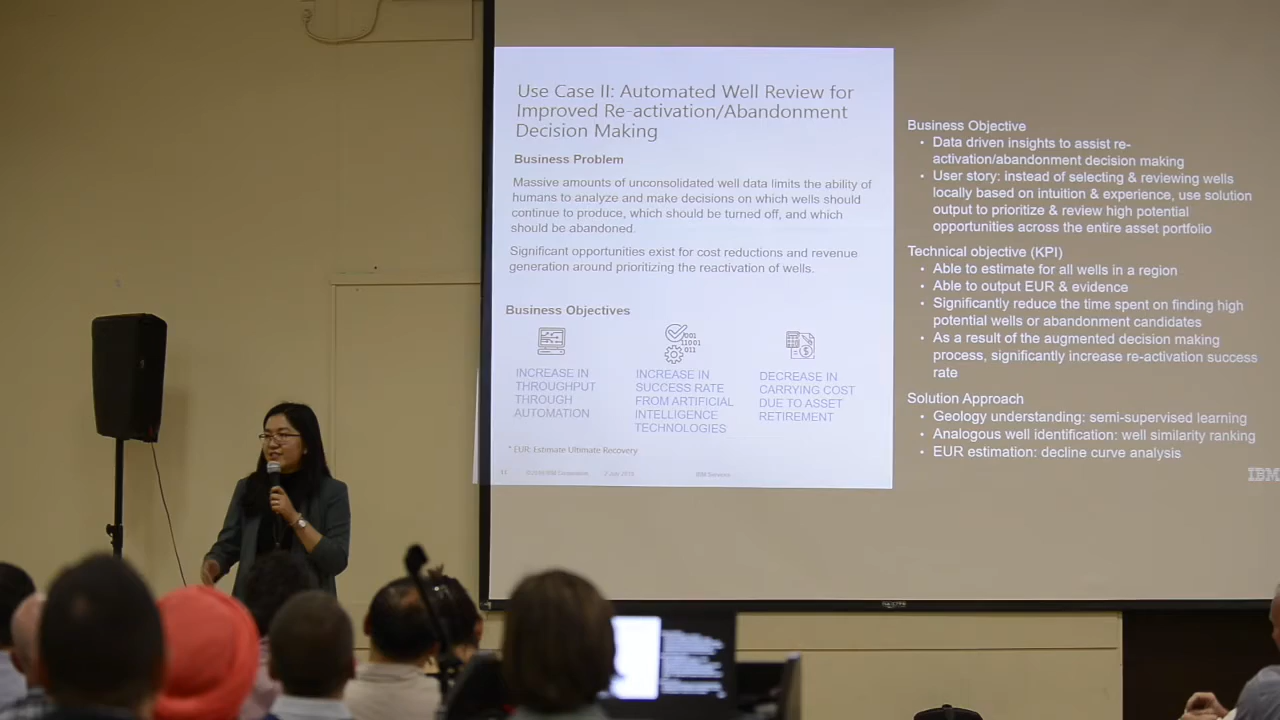 Use Case II: Automated Well Review for
Improved Re-activation/Abandonment
Decision Making
Business Problem
Massive amounts of unconsolidated well data limits the ability of
humans to analyze and make decisions on which wells should
continue to produce, which should be turned off, and which
should be abandoned.
Significant opportunities exist for cost reductions and revenue
generation around prioritizing the reactivation of wells.
Business Objectives
001
11001
011
INCREASE IN
THROUGHPUT
THROUGH
AUTOMATION
INCREASE IN
SUCCESS RATE
FROM ARTIFICIAL
INTELLIGENCE
TECHNOLOGIES
DECREASE IN
CARRYING COST
DUE TO ASSET
RETIREMENT
* EUR: Estimate Ultimate Recovery
IBM Services
Business Objective
• Data driven insights to assist re-
activation/abandonment decision making
• User story: instead of selecting & reviewing wells
locally based on intuition & experience, use solution
output to prioritize & review high potential
opportunities across the entire asset portfolio
Technical objective (KPI)
• Able to estimate for all wells in a region
• Able to output EUR & evidence
• Significantly reduce the time spent on finding high
potential wells or abandonment candidates
• As a result of the augmented decision making
process, significantly increase re-activation success
rate
Solution Approach
• Geology understanding: semi-supervised learning
• Analogous well identification: well similarity ranking
• EUR estimation: decline curve analysis
IBM